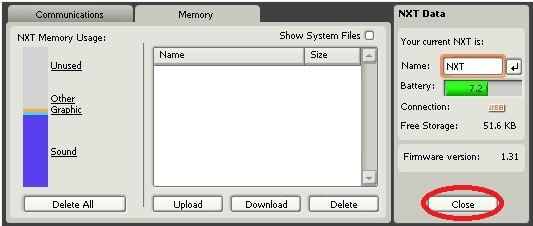 Communications
Memory
NXT Memory Usage:
Show System Files
Unused
Other
Graphic
Sound
Name
Size
Delete All
Upload
Download
Delete
NXT Data
Your current NXT is:
Name: NXT
Battery: 7.2
Connection: USB
Free Storage: 51.6 KB
Firmware version: 1.31
Close